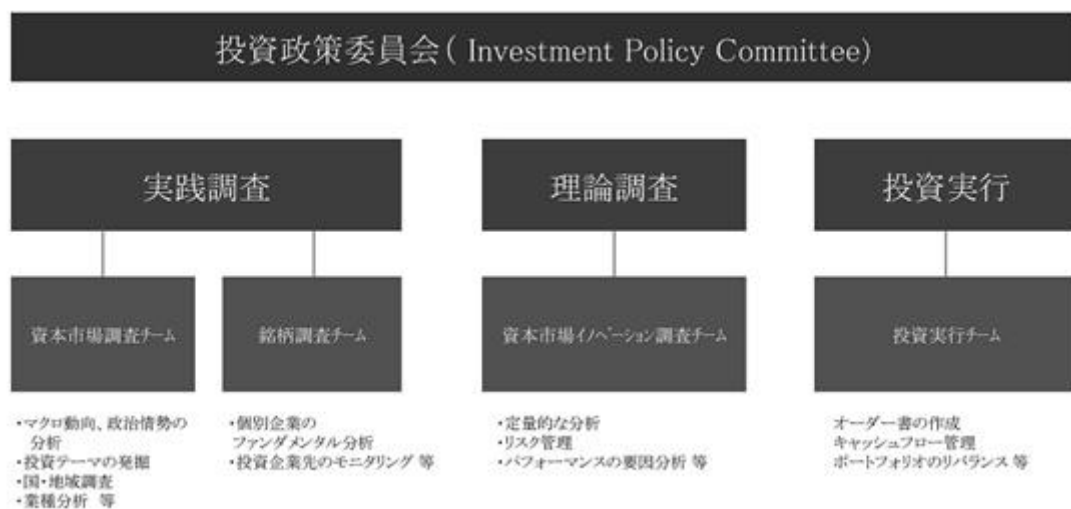 投資政策委員会( Investment Policy Committee)
実践調査
理論調査
投資実行
資本市場調査チーム
銘柄調査チーム
資本市場イノベーション調査チーム
投資実行チーム
・マクロ動向、政治情勢の
分析
・投資テーマの発掘
・国・地域調査
・業種分析 等
・個別企業の
ファンダメンタル分析
・投資企業先のモニタリング 等
・定量的な分析
・リスク管理
・パフォーマンスの要因分析 等
オーダー書の作成
キャッシュフロー管理
ポートフォリオのリバランス 等